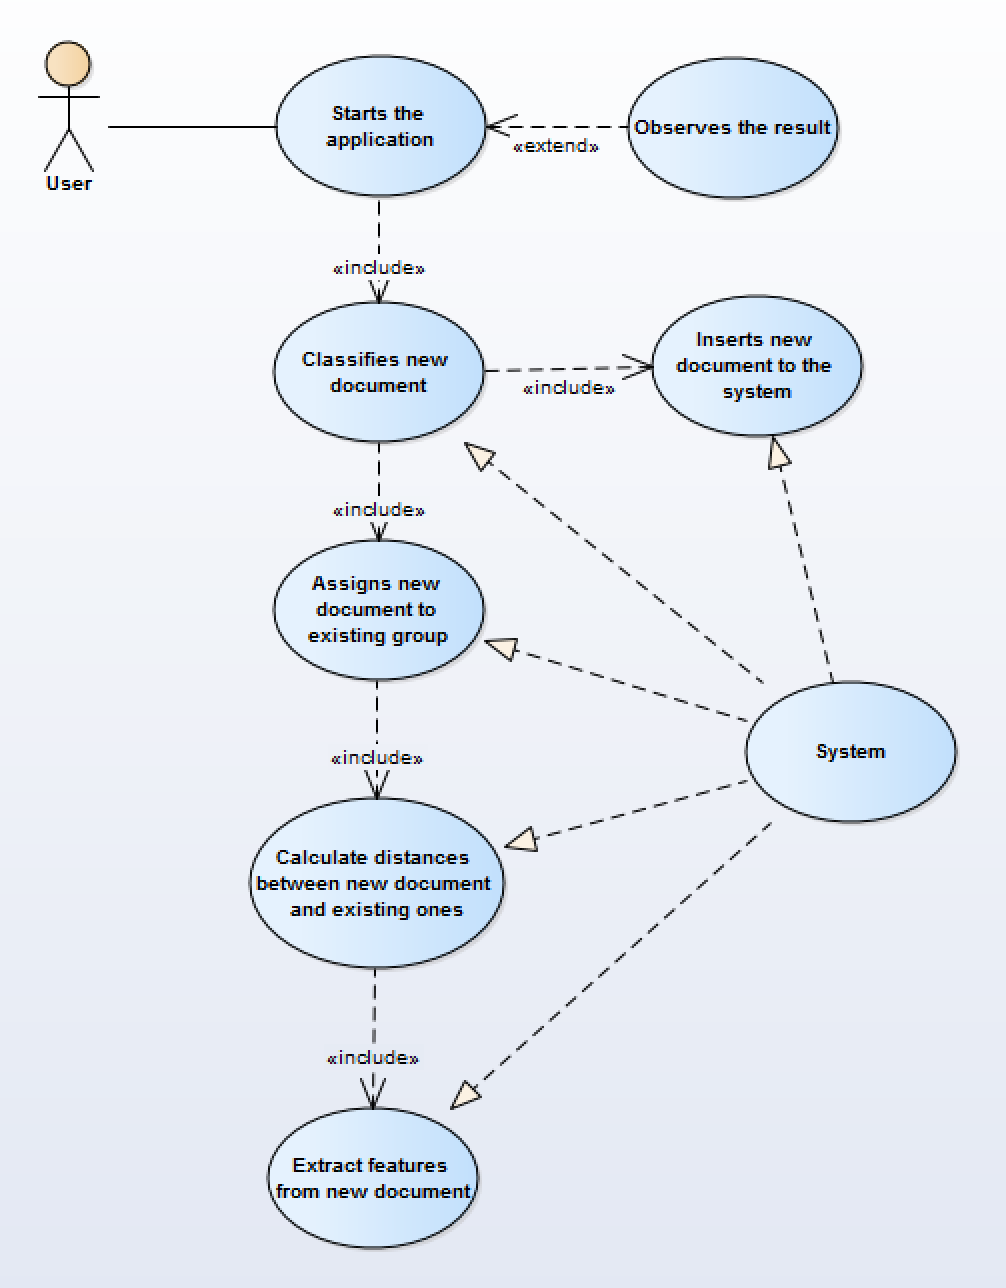 User
Starts the
application
Observes the result
«extend»
«include»
Classifies new
document
«include»
Inserts new
document to the
system
«include»
Assigns new
document to
existing group
System
«include»
Calculate distances
between new document
and existing ones
«include»
Extract features
from new document